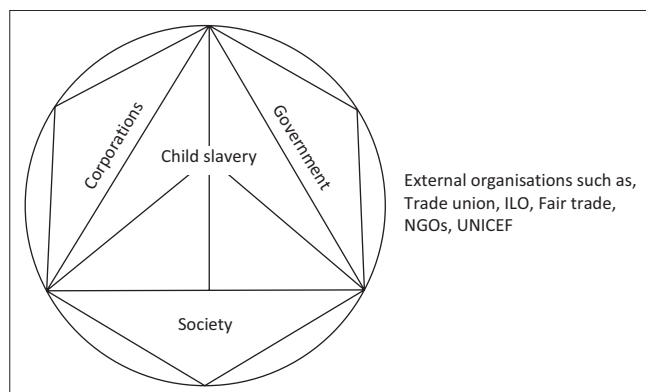 Corporations
Government
Child slavery
External organisations such as,
Trade union, ILO, Fair trade,
NGOs, UNICEF
Society